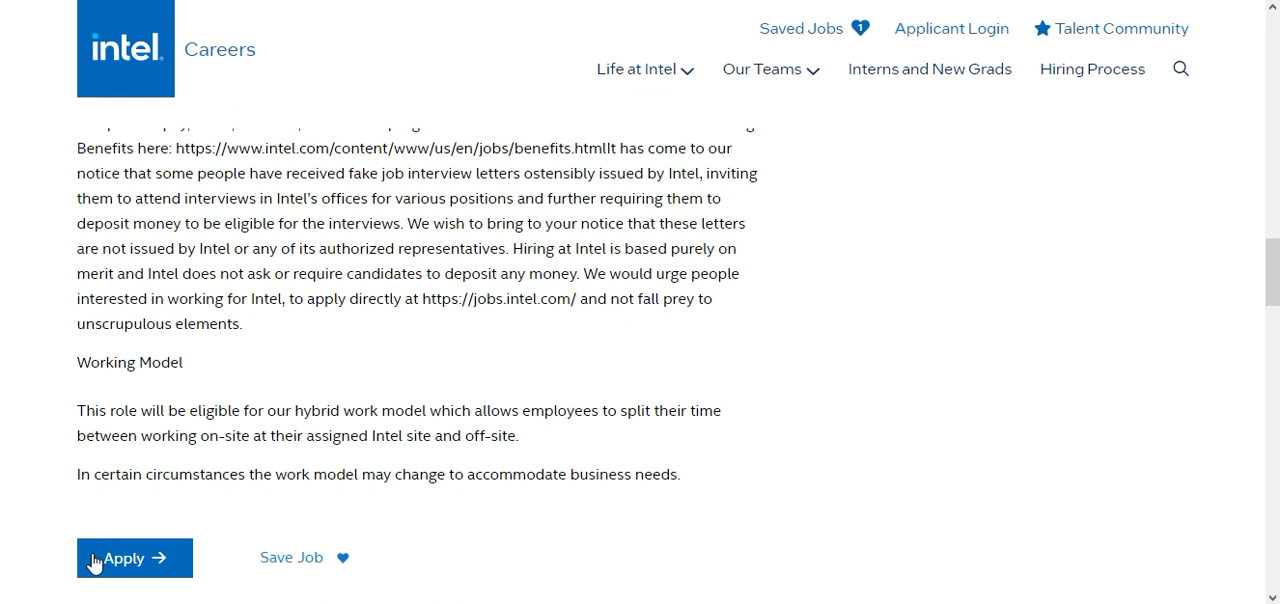 intel.
Careers
Saved Jobs 1 Applicant Login Talent Community
Life at Intel Our Teams Interns and New Grads Hiring Process
Benefits here: https://www.intel.com/content/www/us/en/jobs/benefits.htmlIt has come to our
notice that some people have received fake job interview letters ostensibly issued by Intel, inviting
them to attend interviews in Intel’s offices for various positions and further requiring them to
deposit money to be eligible for the interviews. We wish to bring to your notice that these letters
are not issued by Intel or any of its authorized representatives. Hiring at Intel is based purely on
merit and Intel does not ask or require candidates to deposit any money. We would urge people
interested in working for Intel, to apply directly at https://jobs.intel.com/ and not fall prey to
unscrupulous elements.
Working Model
This role will be eligible for our hybrid work model which allows employees to split their time
between working on-site at their assigned Intel site and off-site.
In certain circumstances the work model may change to accommodate business needs.
Apply → Save Job